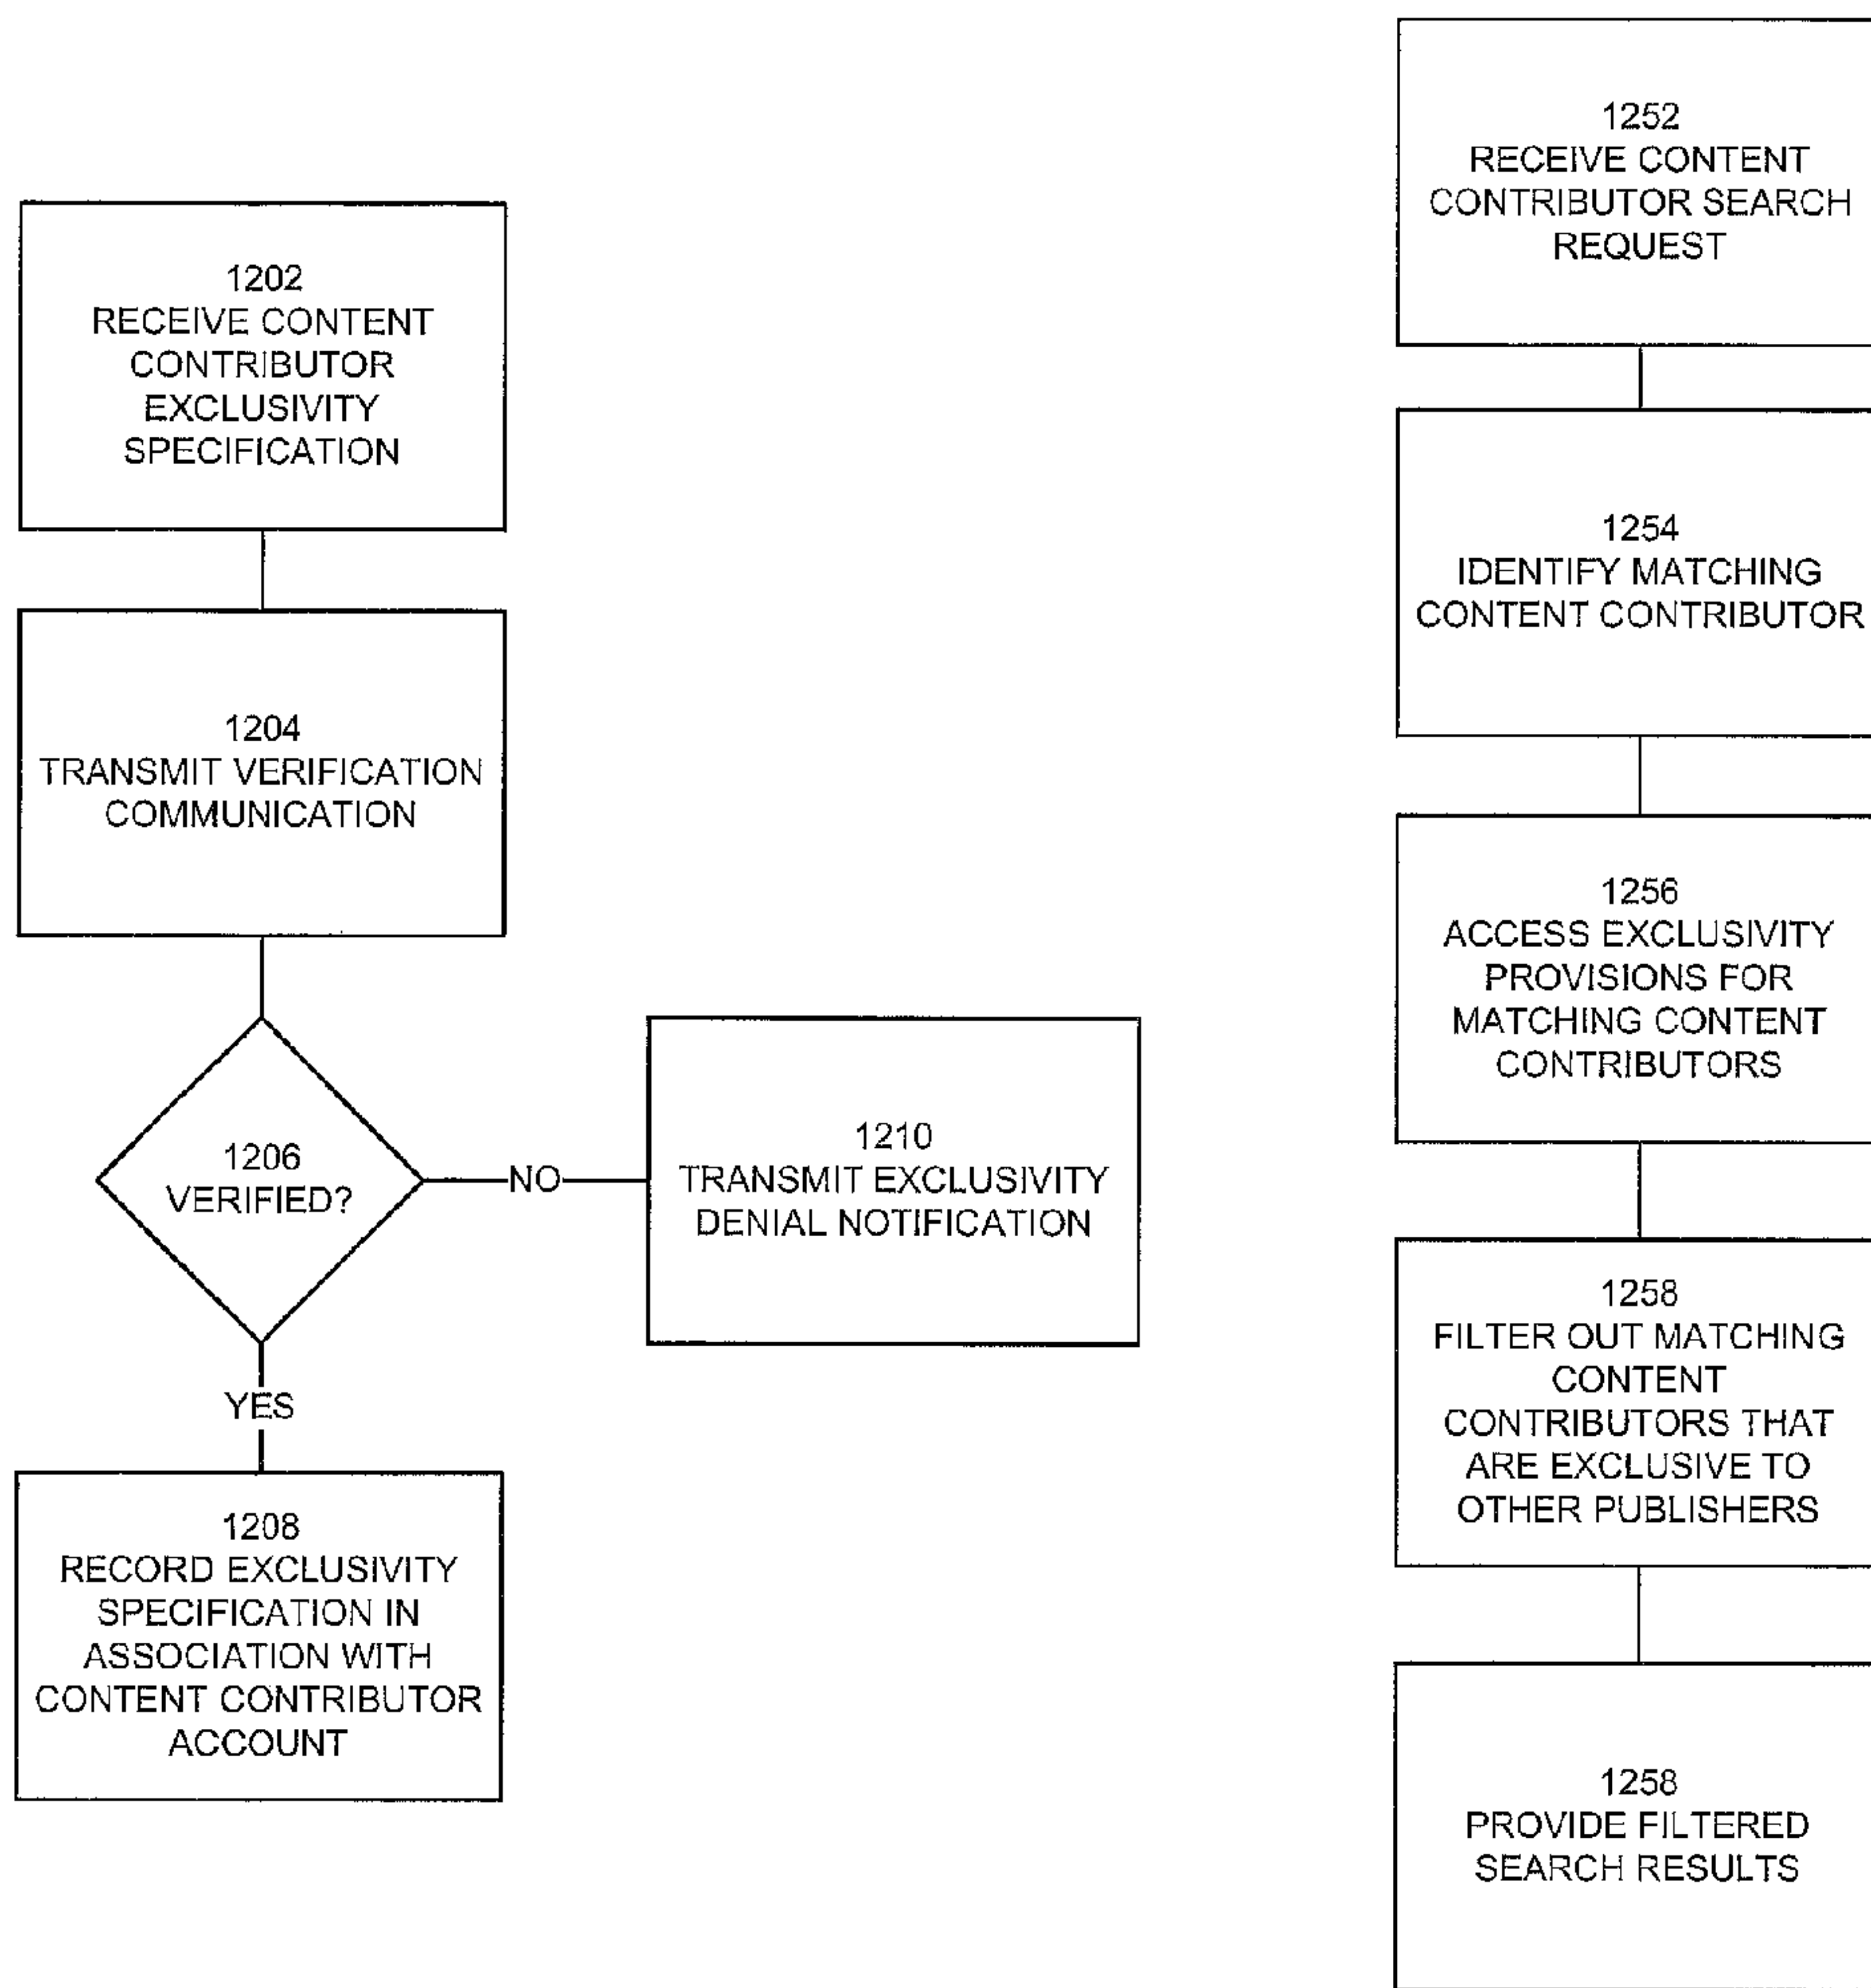 1202
RECEIVE CONTENT
CONTRIBUTOR
EXCLUSIVITY
SPECIFICATION
1204
TRANSMIT VERIFICATION
COMMUNICATION
1206
VERIFIED?
NO
1210
TRANSMIT EXCLUSIVITY
DENIAL NOTIFICATION
YES
1208
RECORD EXCLUSIVITY
SPECIFICATION IN
ASSOCIATION WITH
CONTENT CONTRIBUTOR
ACCOUNT
1252
RECEIVE CONTENT
CONTRIBUTOR SEARCH
REQUEST
1254
IDENTIFY MATCHING
CONTENT CONTRIBUTOR
1256
ACCESS EXCLUSIVITY
PROVISIONS FOR
MATCHING CONTENT
CONTRIBUTORS
1258
FILTER OUT MATCHING
CONTENT
CONTRIBUTORS THAT
ARE EXCLUSIVE TO
OTHER PUBLISHERS
1258
PROVIDE FILTERED
SEARCH RESULTS